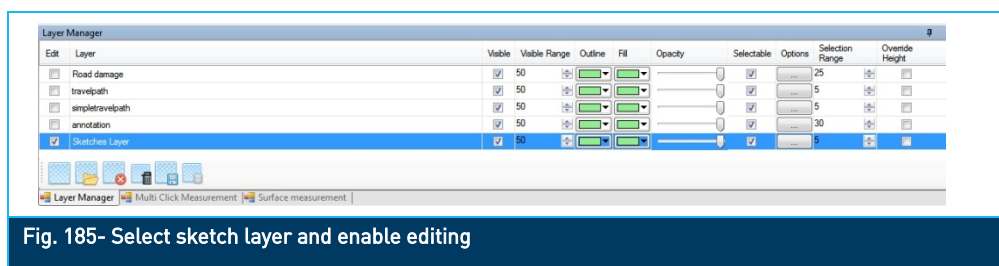 Layer Manager
Edit Layer Visible Visible Range Outline Fill Opacity Selectable Options Selection Range Override Height
Road damage 50 ... 25
travelpath 50 ... 5
simpletravelpath 50 ... 5
annotation 50 ... 30
Sketches Layer 50 ... 5
Layer Manager Multi Click Measurement Surface measurement
Fig. 185- Select sketch layer and enable editing